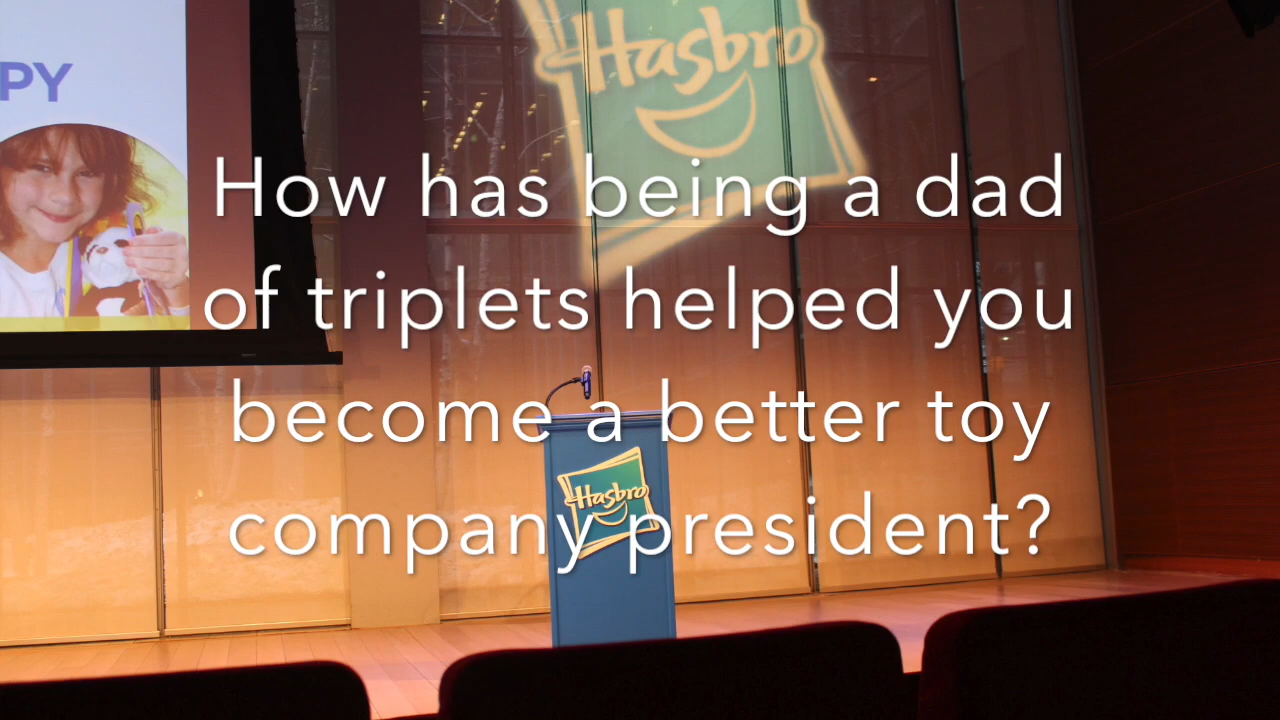 PY
Hasbro
How has being a dad
of triplets helped you
become a better toy
company president?
Hasbro